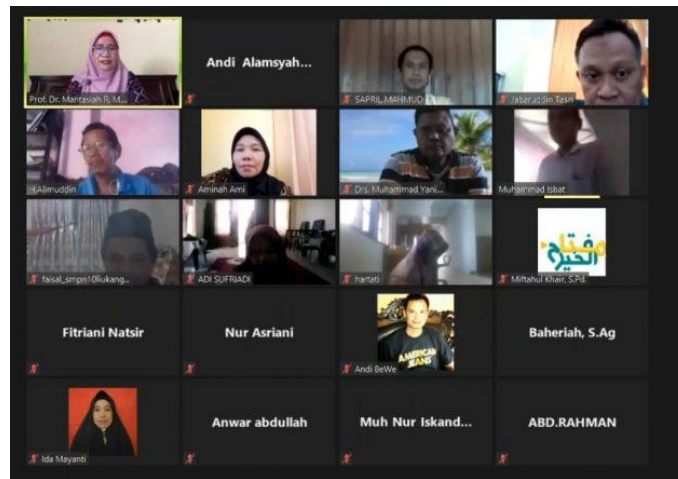 Prof. Dr. Mantasiah R, M...
Andi Alamsyah...
SAPRIL,MAHMUD
Jabaruddin Tasri
H.Alimuddin
Aminah Ami
Drs. Muhammad Yani...
Muhammad Isbat
faisal_smpn10liukang...
ADI SUFRIADI
hartati
مفتاح
الخير
Miftahul Khair, S.Pd.
Fitriani Natsir
Nur Asriani
AMERICAN
JEANS
Andi BeWe
Baheriah, S.Ag
Ida Mayanti
Anwar abdullah
Muh Nur Iskand...
ABD.RAHMAN